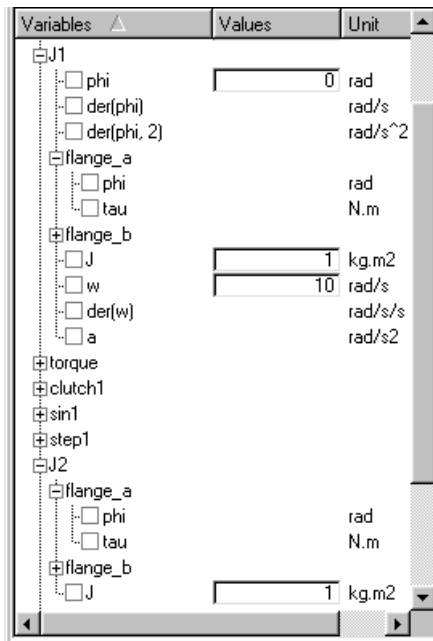 Variables Values Unit
J1
phi 0 rad
der(phi) rad/s
der(phi, 2) rad/s^2
flange_a
phi rad
tau N.m
flange_b
J 1 kg.m2
w 10 rad/s
der(w) rad/s/s
a rad/s2
torque
clutch1
sin1
step1
J2
flange_a
phi rad
tau N.m
flange_b
J 1 kg.m2